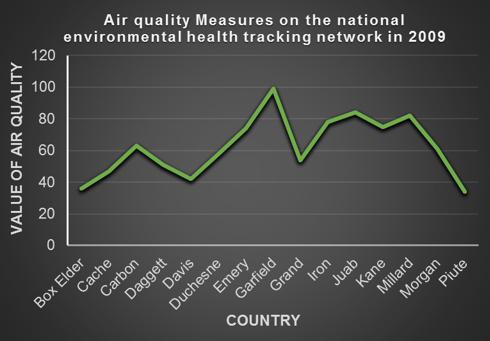 Air quality Measures on the national
environmental health tracking network in 2009
VALUE OF AIR QUALITY
120
100
80
60
40
20
0
Box Elder
Cache
Carbon
Daggett
Davis
Duchesne
Emery
Garfield
Grand
Iron
Juab
Kane
Millard
Morgan
Piute
COUNTRY